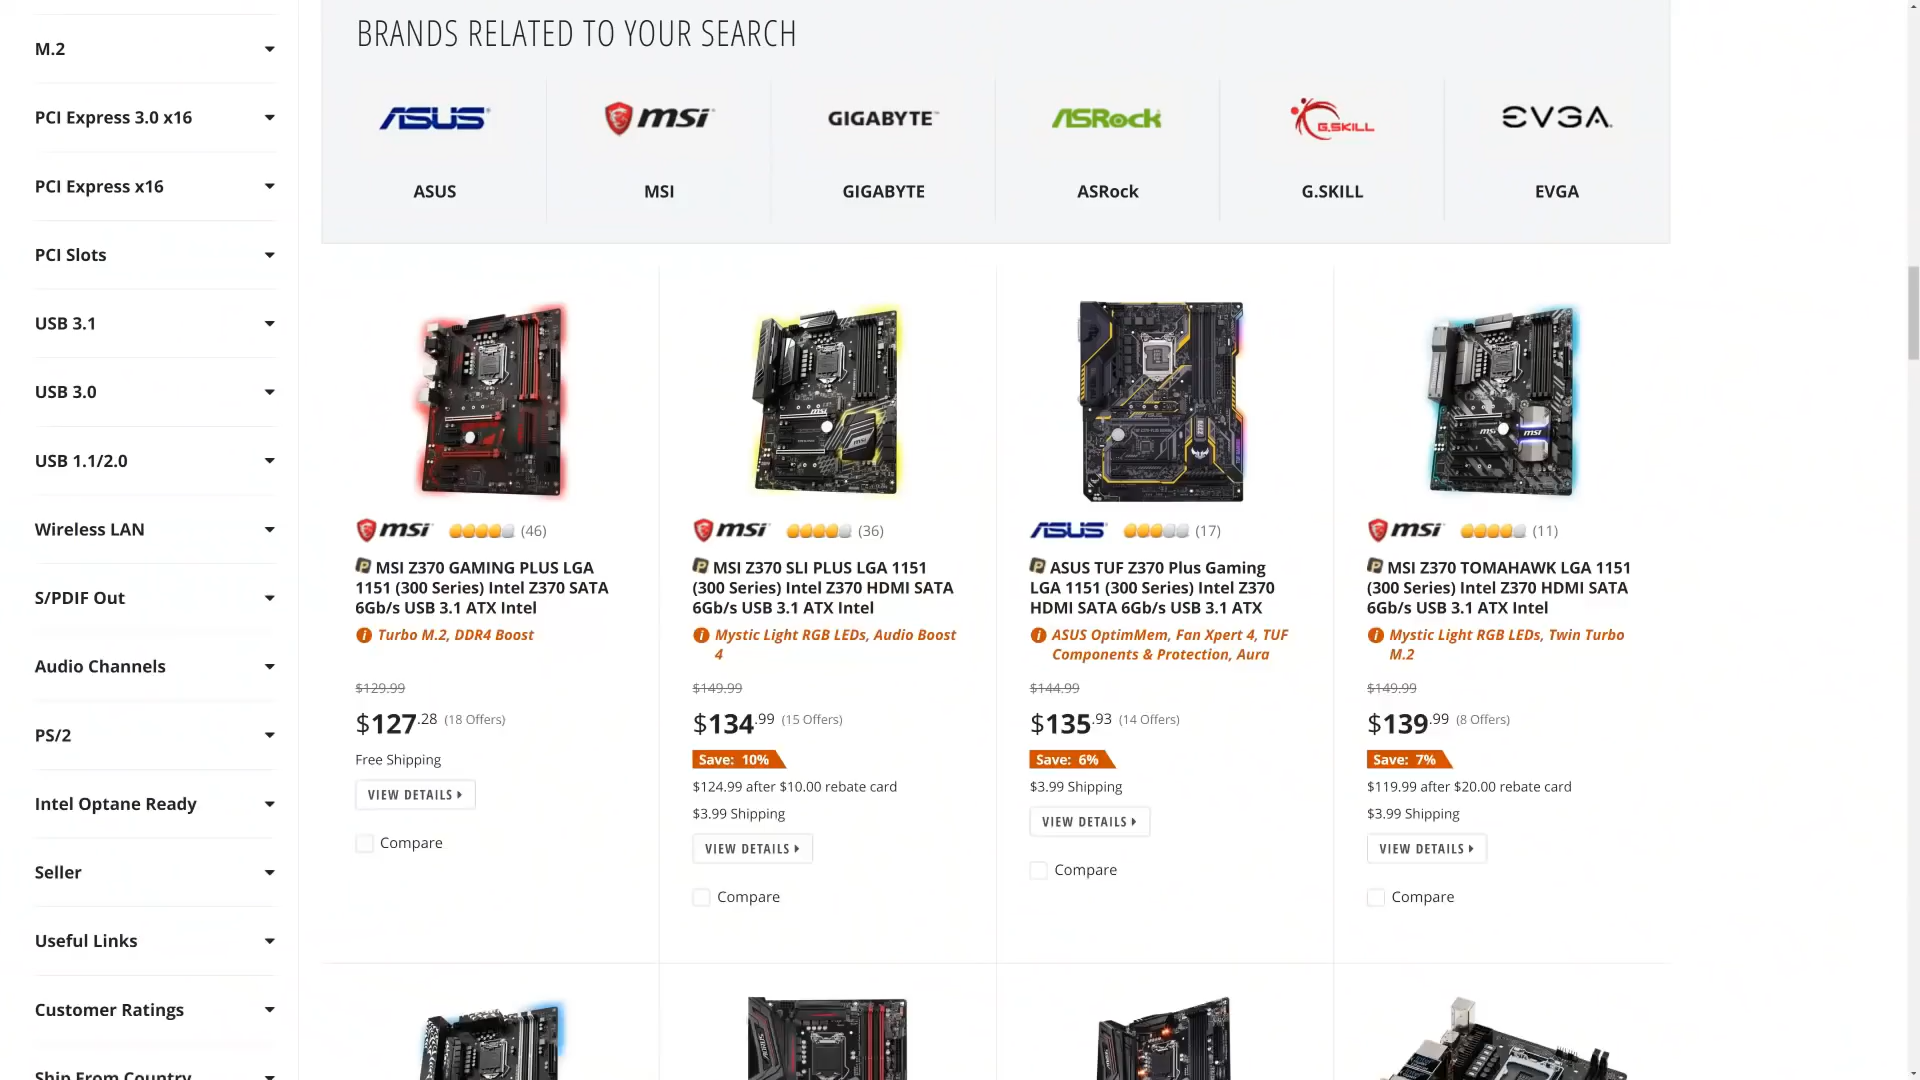 M.2
PCI Express 3.0 x16
PCI Express x16
PCI Slots
USB 3.1
USB 3.0
USB 1.1/2.0
Wireless LAN
S/PDIF Out
Audio Channels
PS/2
Intel Optane Ready
Seller
Useful Links
Customer Ratings
Ship From Country
BRANDS RELATED TO YOUR SEARCH
ASUS
msi
GIGABYTE™
ASRock
G.SKILL
EVGA.
ASUS
MSI
GIGABYTE
ASRock
G.SKILL
EVGA
msi (46)
MSI Z370 GAMING PLUS LGA
1151 (300 Series) Intel Z370 SATA
6Gb/s USB 3.1 ATX Intel
Turbo M.2, DDR4 Boost
$129.99
$127.28 (18 Offers)
Free Shipping
VIEW DETAILS
Compare
msi (36)
MSI Z370 SLI PLUS LGA 1151
(300 Series) Intel Z370 HDMI SATA
6Gb/s USB 3.1 ATX Intel
Mystic Light RGB LEDs, Audio Boost
4
$149.99
$134.99 (15 Offers)
Save: 10%
$124.99 after $10.00 rebate card
$3.99 Shipping
VIEW DETAILS
Compare
ASUS (17)
ASUS TUF Z370 Plus Gaming
LGA 1151 (300 Series) Intel Z370
HDMI SATA 6Gb/s USB 3.1 ATX
ASUS OptimMem, Fan Xpert 4, TUF
Components & Protection, Aura
$144.99
$135.93 (14 Offers)
Save: 6%
$3.99 Shipping
VIEW DETAILS
Compare
msi (11)
MSI Z370 TOMAHAWK LGA 1151
(300 Series) Intel Z370 HDMI SATA
6Gb/s USB 3.1 ATX Intel
Mystic Light RGB LEDs, Twin Turbo
M.2
$149.99
$139.99 (8 Offers)
Save: 7%
$119.99 after $20.00 rebate card
$3.99 Shipping
VIEW DETAILS
Compare